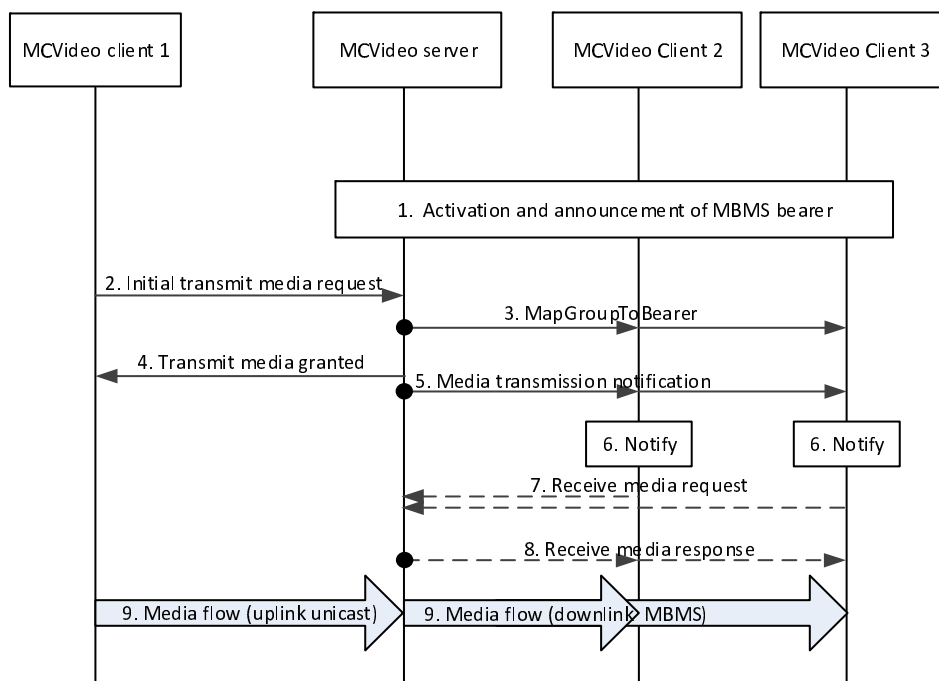 MCVideo client 1
MCVideo server
MCVideo Client 2
MCVideo Client 3
1. Activation and announcement of MBMS bearer
2. Initial transmit media request
3. MapGroupToBearer
4. Transmit media granted
5. Media transmission notification
6. Notify
6. Notify
7. Receive media request
8. Receive media response
9. Media flow (uplink unicast)
9. Media flow (downlink MBMS)